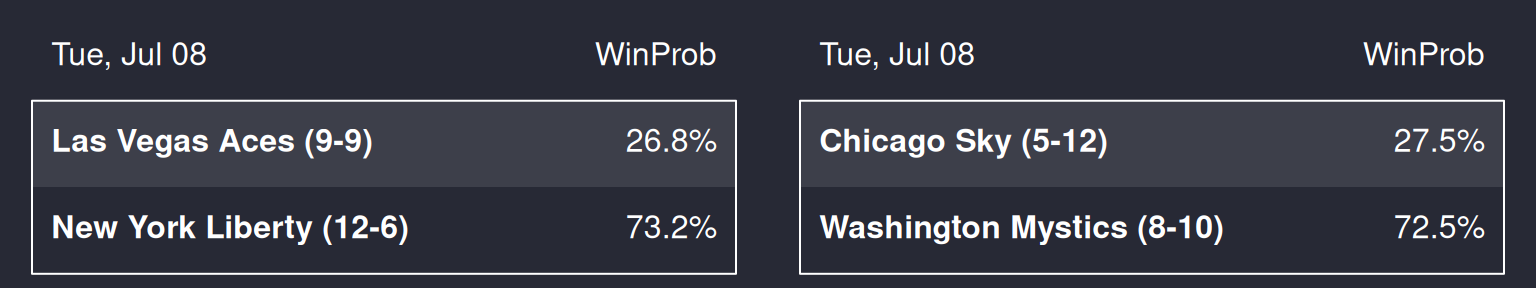 Tue, Jul 08 WinProb
Las Vegas Aces (9-9) 26.8%
New York Liberty (12-6) 73.2%
Tue, Jul 08 WinProb
Chicago Sky (5-12) 27.5%
Washington Mystics (8-10) 72.5%